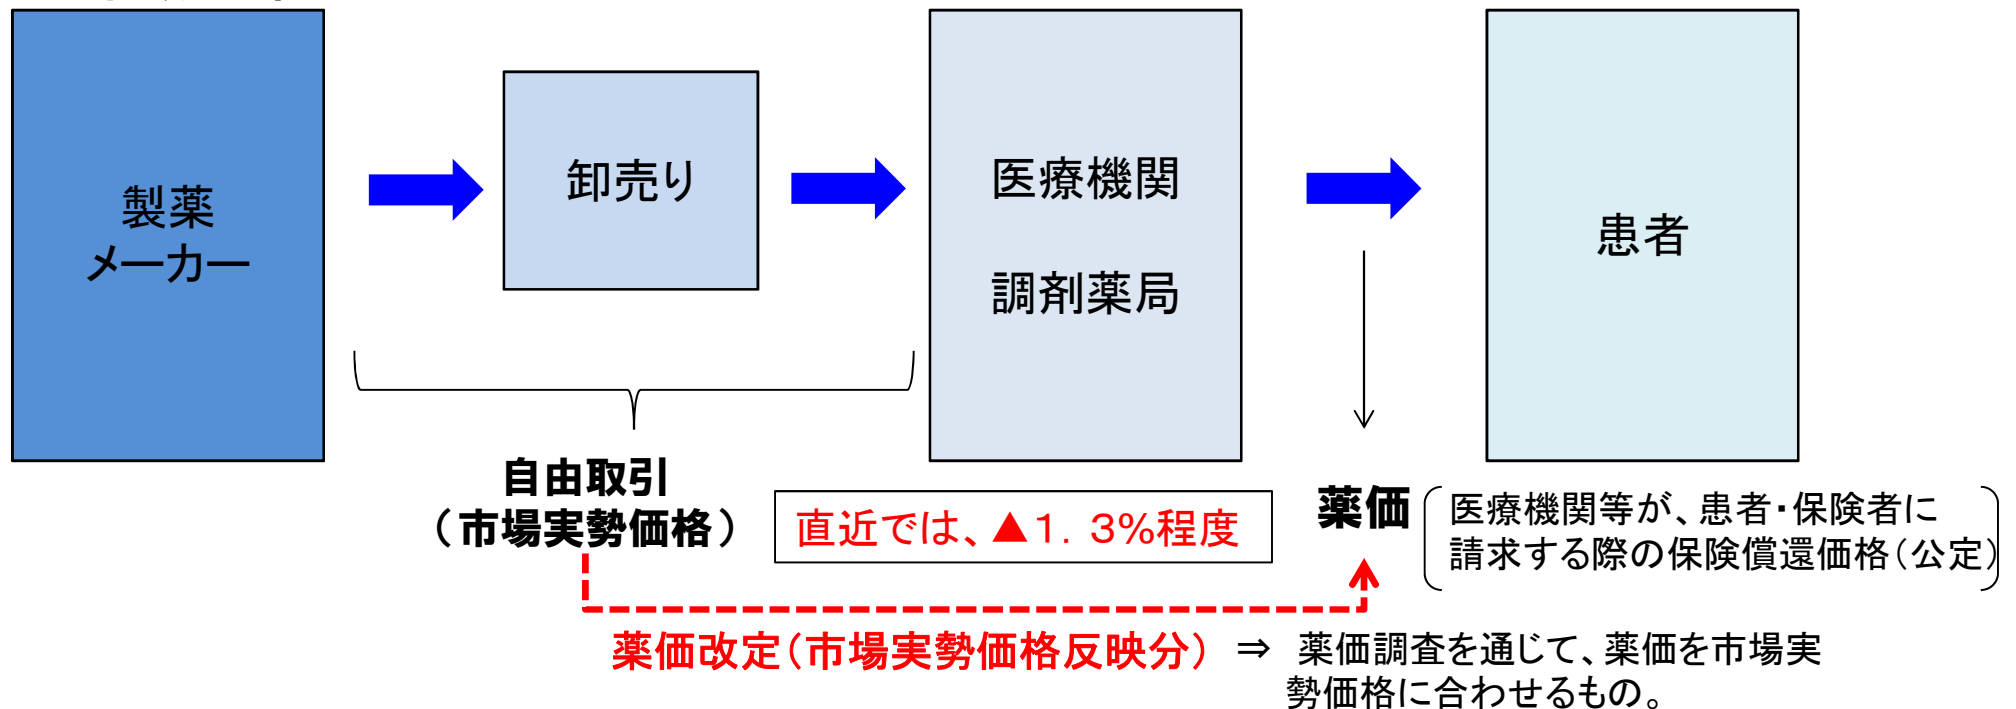 製薬
メーカー
卸売り
医療機関
調剤薬局
患者
自由取引
（市場実勢価格）
直近では、▲１．３％程度
薬価
医療機関等が、患者・保険者に
請求する際の保険償還価格（公定）
薬価改定（市場実勢価格反映分）
⇒ 薬価調査を通じて、薬価を市場実
勢価格に合わせるもの。